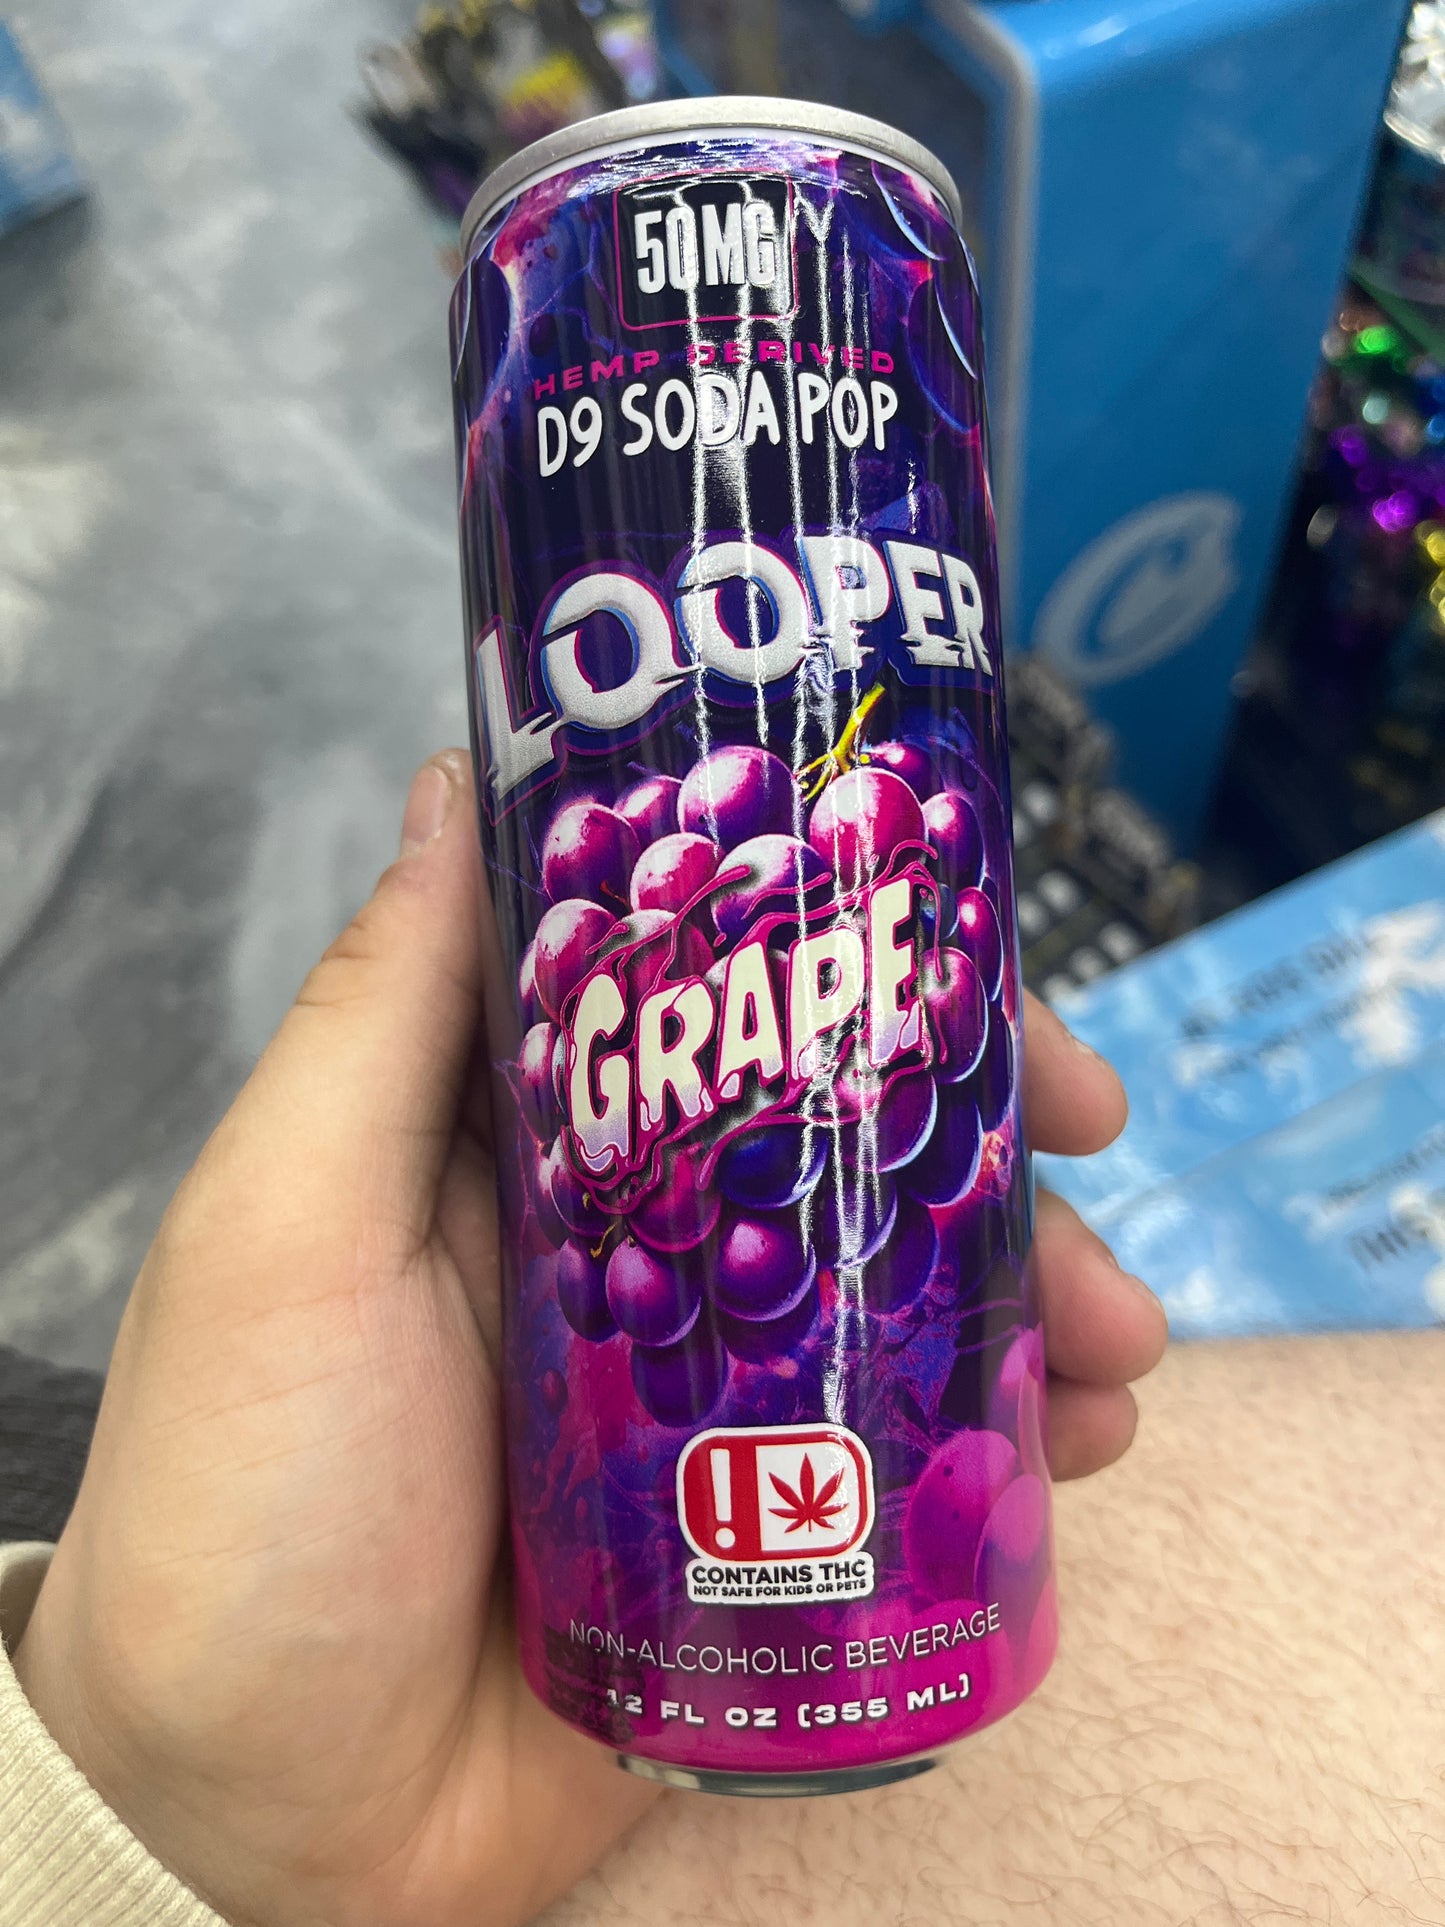 50MG
HEMP DERIVED
D9 SODA POP
LOOPER
GRAPE
!
CONTAINS THC
NOT SAFE FOR KIDS OR PETS
NON-ALCOHOLIC BEVERAGE
12 FL OZ (355 ML)